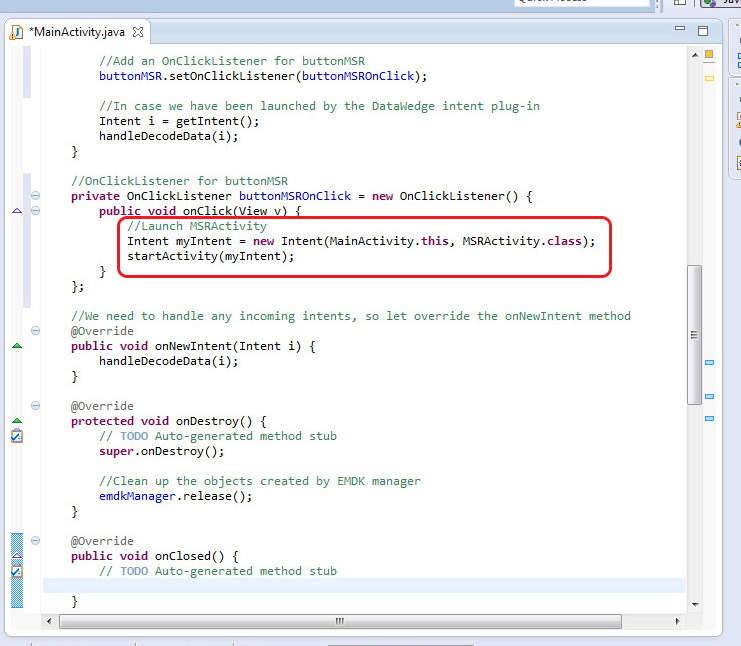 *MainActivity.java
//Add an OnClickListener for buttonMSR
buttonMSR.setOnClickListener(buttonMSROnClick);
//In case we have been launched by the DataWedge intent plug-in
Intent i = getIntent();
handleDecodeData(i);
}
//OnClickListener for buttonMSR
private OnClickListener buttonMSROnClick = new OnClickListener() {
public void onClick(View v) {
//Launch MSRActivity
Intent myIntent = new Intent(MainActivity.this, MSRActivity.class);
startActivity(myIntent);
}
};
//We need to handle any incoming intents, so let override the onNewIntent method
@Override
public void onNewIntent(Intent i) {
handleDecodeData(i);
}
@Override
protected void onDestroy() {
// TODO Auto-generated method stub
super.onDestroy();
//Clean up the objects created by EMDK manager
emdkManager.release();
}
@Override
public void onClosed() {
// TODO Auto-generated method stub
}